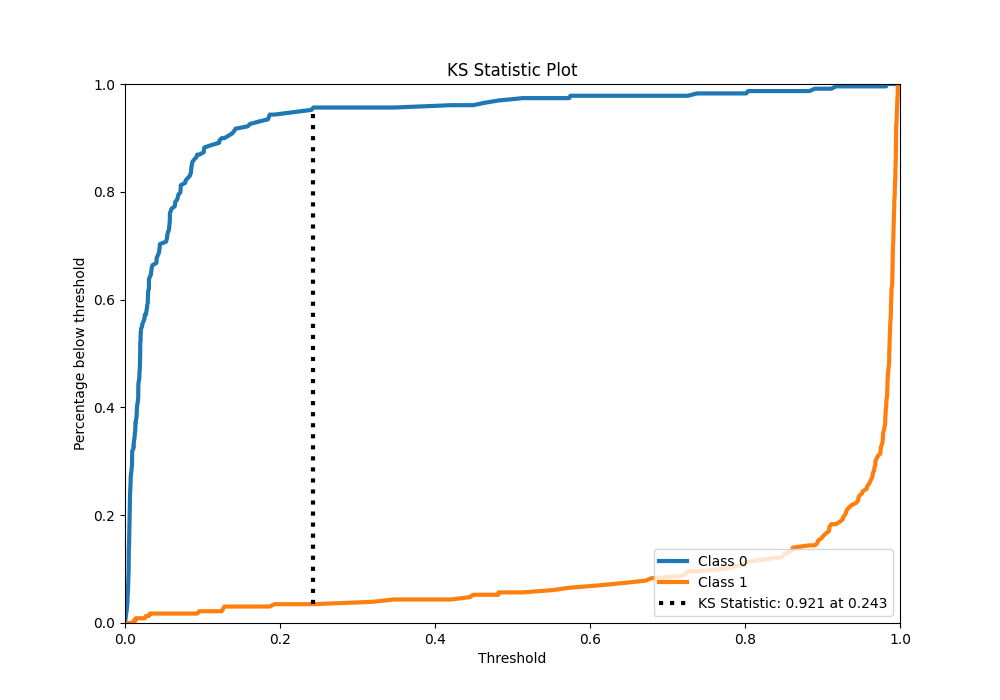 KS Statistic Plot
1.0
0.8
0.6
0.4
0.2
0.0
Percentage below threshold
0.0 0.2 0.4 0.6 0.8 1.0
Threshold
Class 0
Class 1
KS Statistic: 0.921 at 0.243